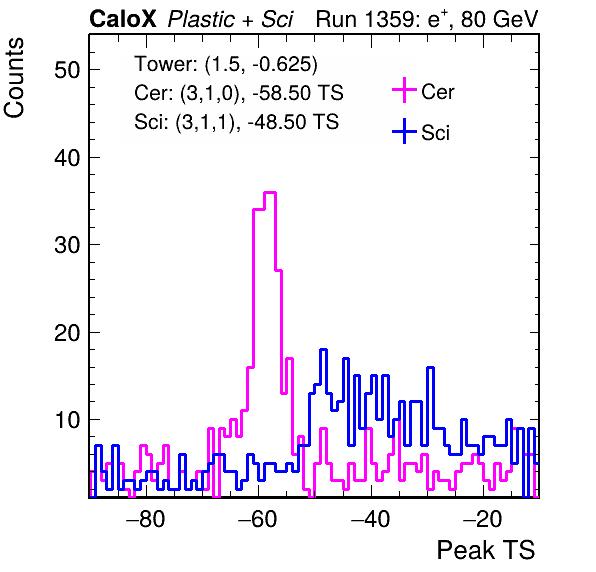 CaloX Plastic + Sci Run 1359: e⁺, 80 GeV
Counts
Tower: (1.5, -0.625)
Cer: (3,1,0), -58.50 TS
Sci: (3,1,1), -48.50 TS
Cer
Sci
50
40
30
20
10
−80 −60 −40 −20
Peak TS